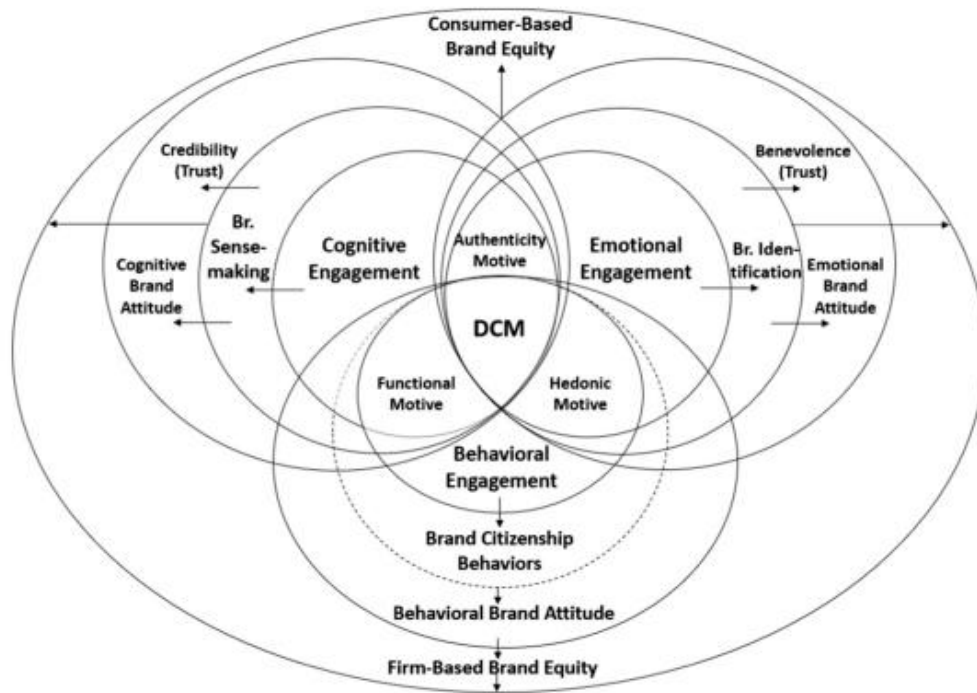 Consumer-Based
Brand Equity
Credibility
(Trust)
Benevolence
(Trust)
Br.
Sense-
making
Cognitive
Engagement
Authenticity
Motive
Emotional
Engagement
Br. Iden-
tification
Cognitive
Brand
Attitude
Emotional
Brand
Attitude
DCM
Functional
Motive
Hedonic
Motive
Behavioral
Engagement
Brand Citizenship
Behaviors
Behavioral Brand Attitude
Firm-Based Brand Equity